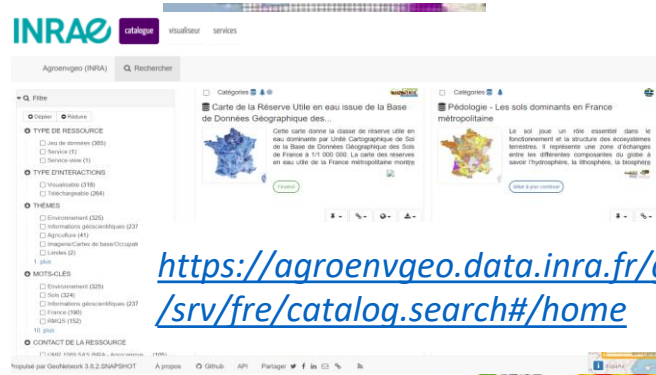 INRAE
catalogue visualiseur services
Agroenvgeo (INRA) Rechercher
Filtre
Déplier Réduire
TYPE DE RESSOURCE
Jeu de données (365)
Service (1)
Service-view (1)
TYPE D'INTERACTIONS
Visualisable (318)
Téléchargeable (264)
THÈMES
Environnement (325)
Informations géoscientifiques (237
Agriculture (41)
Imagerie/Cartes de base/Occupati
Limites (2)
1 plus
MOTS-CLÉS
Environnement (325)
Sols (324)
Informations géoscientifiques (237
France (190)
RMQS (152)
10 plus
CONTACT DE LA RESSOURCE
Catégories
Carte de la Réserve Utile en eau issue de la Base
de Données Géographique des...
Cette carte donne la classe de réserve utile en
eau dominante par Unité Cartographique de Sol
de la Base de Données Géographique des Sols
de France à 1/1 000 000. La carte des réserves
en eau utile de la France métropolitaine montre
Finalisé
Catégories
Pédologie - Les sols dominants en France
métropolitaine
Le sol joue un rôle essentiel dans le
fonctionnement et la structure des écosystèmes
terrestres. Il représente une zone d'échanges
entre les différentes composantes du globe à
savoir l'hydrosphère, la lithosphère, la biosphère
Mise à jour continue
https://agroenvgeo.data.inra.fr/
/srv/fre/catalog.search#/home
Propulsé par GeoNetwork 3.8.2.SNAPSHOT A propos Github API Partager